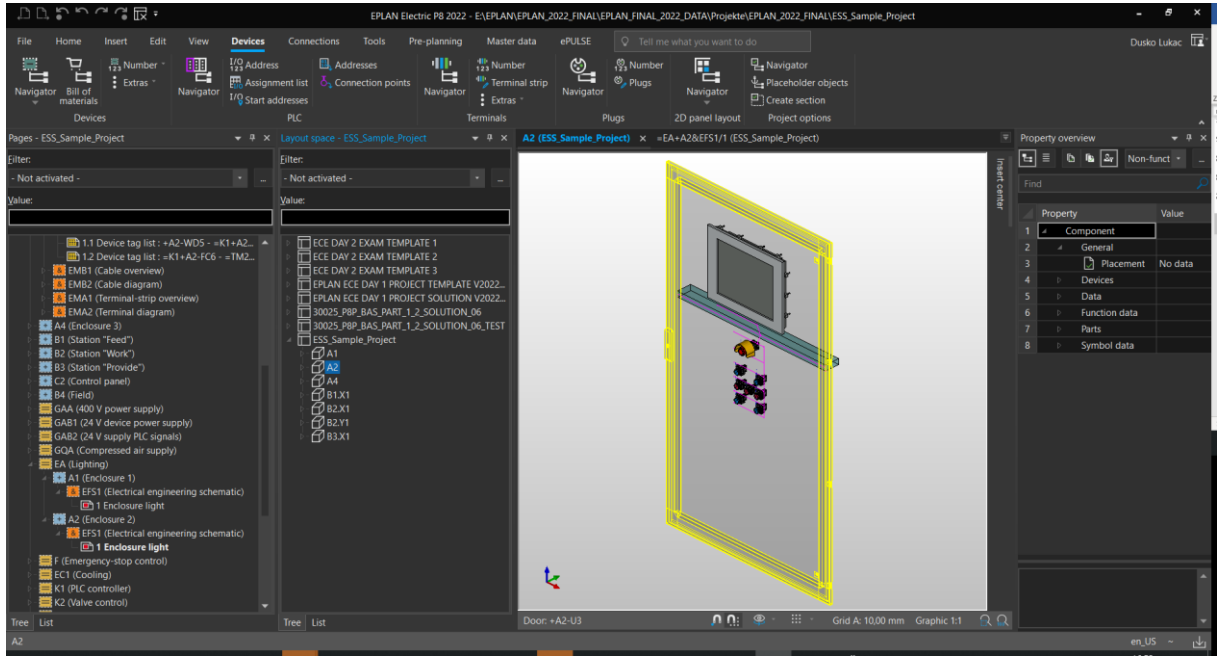 EPLAN Electric P8 2022 - E:\EPLAN\EPLAN_2022_FINAL\EPLAN_FINAL_2022_DATA\Projekte\EPLAN_2022_FINAL\ESS_Sample_Project
File Home Insert Edit View Devices Connections Tools Pre-planning Master data ePULSE Tell me what you want to do Dusko Lukac
Navigator
Bill of materials
Number
Extras
Devices
Navigator
I/O Address
Assignment list
I/O Start addresses
Addresses
Connection points
PLC
Navigator
Number
Terminal strip
Extras
Terminals
Navigator
Number
Plugs
Plugs
Navigator
2D panel layout
Navigator
Placeholder objects
Create section
Project options
Pages - ESS_Sample_Project
Filter:
- Not activated -
Value:
1.1 Device tag list : +A2-WD5 - =K1+A2...
1.2 Device tag list : =K1+A2-FC6 - =TM2...
EMB1 (Cable overview)
EMB2 (Cable diagram)
EMA1 (Terminal-strip overview)
EMA2 (Terminal diagram)
A4 (Enclosure 3)
B1 (Station "Feed")
B2 (Station "Work")
B3 (Station "Provide")
C2 (Control panel)
B4 (Field)
GAA (400 V power supply)
GAB1 (24 V device power supply)
GAB2 (24 V supply PLC signals)
GQA (Compressed air supply)
EA (Lighting)
A1 (Enclosure 1)
EFS1 (Electrical engineering schematic)
1 Enclosure light
A2 (Enclosure 2)
EFS1 (Electrical engineering schematic)
1 Enclosure light
F (Emergency-stop control)
EC1 (Cooling)
K1 (PLC controller)
K2 (Valve control)
Tree List
Layout space - ESS_Sample_Project
Filter:
- Not activated -
Value:
ECE DAY 2 EXAM TEMPLATE 1
ECE DAY 2 EXAM TEMPLATE 2
ECE DAY 2 EXAM TEMPLATE 3
EPLAN ECE DAY 1 PROJECT TEMPLATE V2022...
EPLAN ECE DAY 1 PROJECT SOLUTION V2022...
30025_P8P_BAS_PART_1_2_SOLUTION_06
30025_P8P_BAS_PART_1_2_SOLUTION_06_TEST
ESS_Sample_Project
A1
A2
A4
B1.X1
B2.X1
B2.Y1
B3.X1
Tree List
A2 (ESS_Sample_Project) =EA+A2&EFS1/1 (ESS_Sample_Project)
Insert center
Door: +A2-U3 Grid A: 10,00 mm Graphic 1:1
Property overview
Non-funct
Find
Property Value
1 Component
2 General
3 Placement No data
4 Devices
5 Data
6 Function data
7 Parts
8 Symbol data
A2 en_US